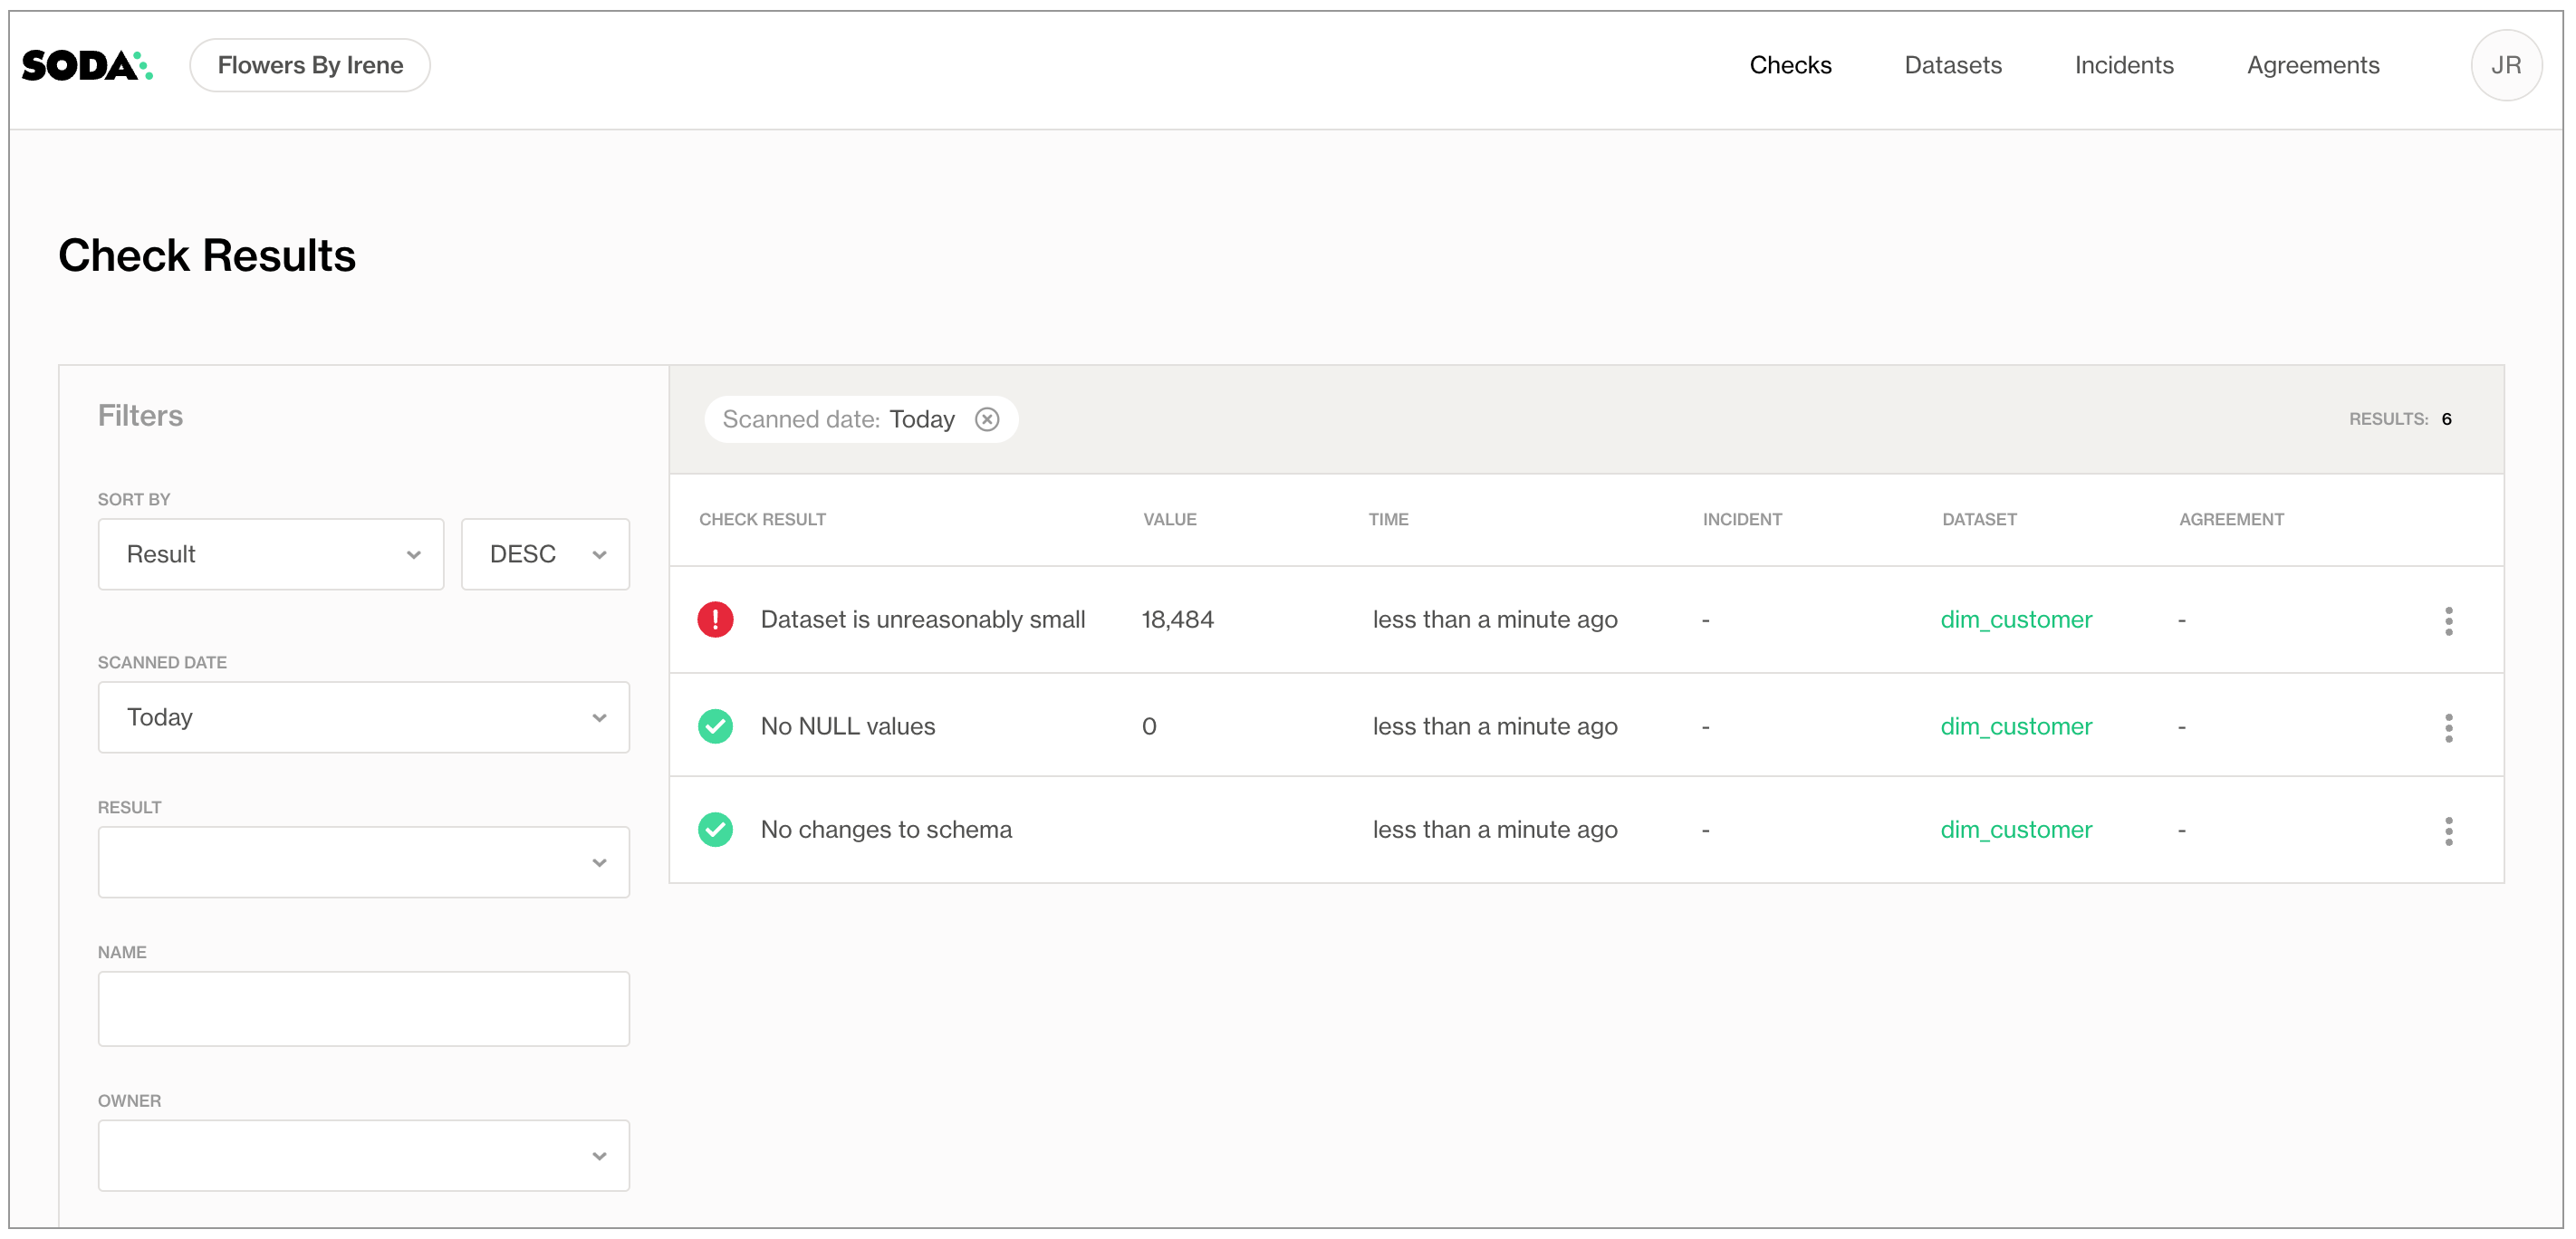 SODA Flowers By Irene Checks Datasets Incidents Agreements JR
Check Results
Filters
SORT BY
Result DESC
SCANNED DATE
Today
RESULT
NAME
OWNER
Scanned date: Today RESULTS: 6
CHECK RESULT VALUE TIME INCIDENT DATASET AGREEMENT
Dataset is unreasonably small 18,484 less than a minute ago - dim_customer -
No NULL values 0 less than a minute ago - dim_customer -
No changes to schema less than a minute ago - dim_customer -